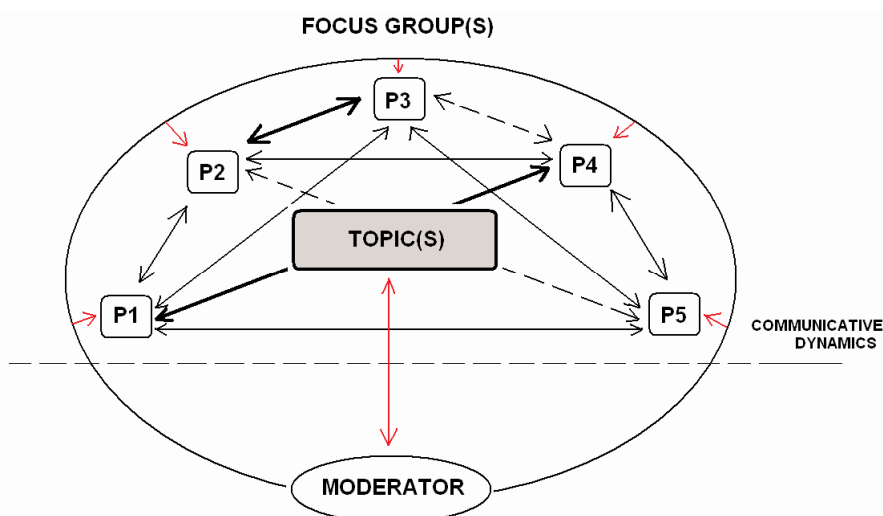 FOCUS GROUP(S)
P3
P2
P4
TOPIC(S)
P1
P5
COMMUNICATIVE
DYNAMICS
MODERATOR